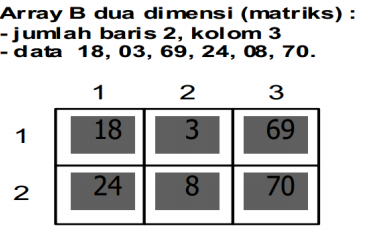 Array B dua dimensi (matriks) :
- jumlah baris 2, kolom 3
- data 18, 03, 69, 24, 08, 70.
1 2 3
1 18 3 69
2 24 8 70